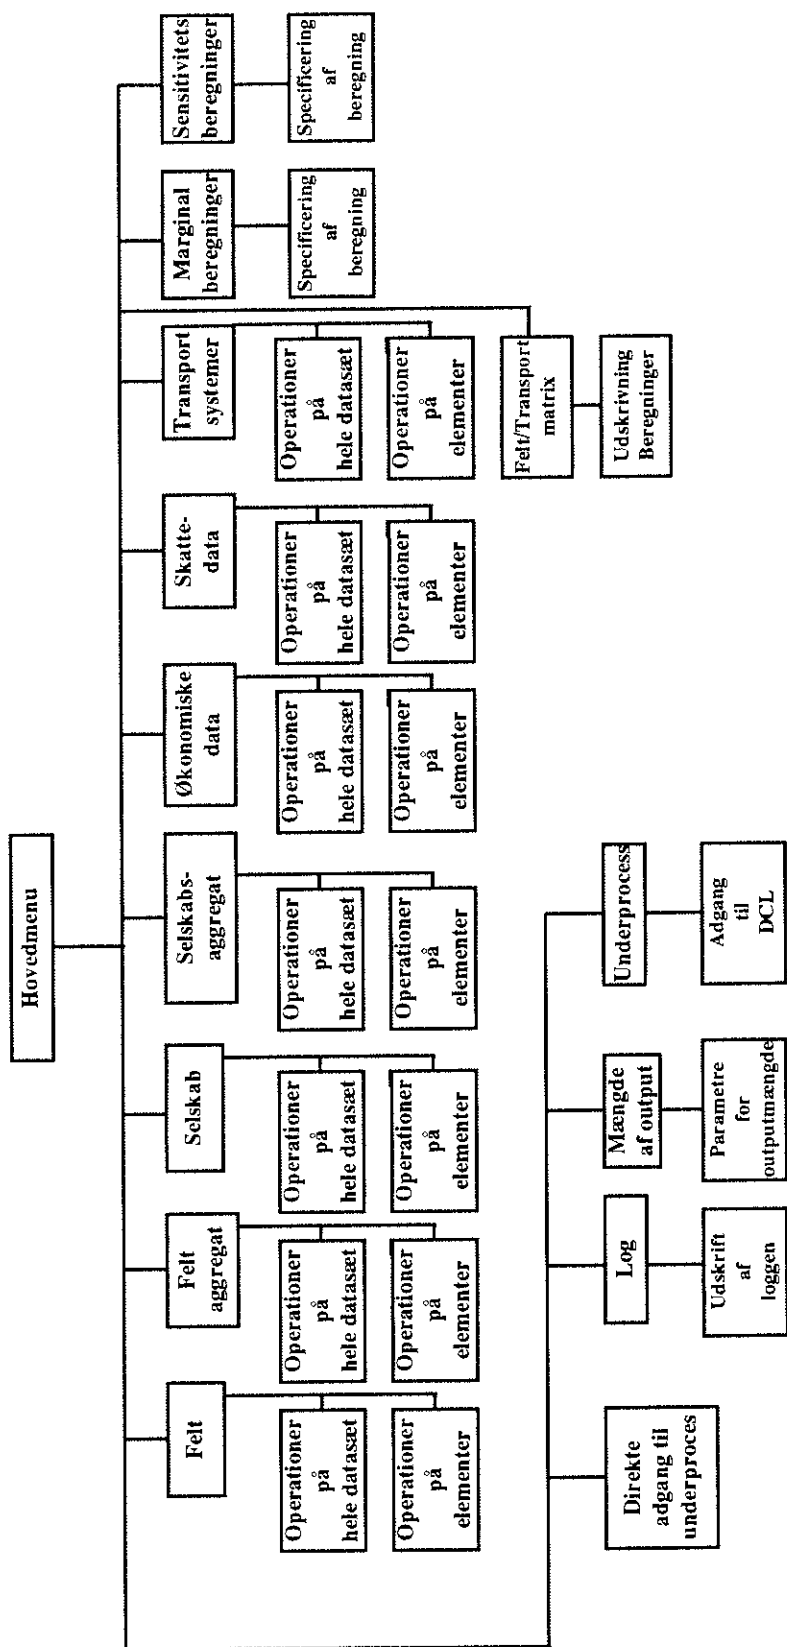 Hovedmenu
Felt
Operationer
på
hele datasæt
Operationer
på
elementer
Felt
aggregat
Operationer
på
hele datasæt
Operationer
på
elementer
Selskab
Operationer
på
hele datasæt
Operationer
på
elementer
Selskabs-
aggregat
Operationer
på
hele datasæt
Operationer
på
elementer
Økonomiske
data
Operationer
på
hele datasæt
Operationer
på
elementer
Skatte-
data
Operationer
på
hele datasæt
Operationer
på
elementer
Transport
systemer
Operationer
på
hele datasæt
Operationer
på
elementer
Marginal
beregninger
Specificering
af
beregning
Sensitivitets
beregninger
Specificering
af
beregning
Felt/Transport
matrix
Udskrivning
Beregninger
Direkte
adgang til
underproces
Log
Udskrift
af
loggen
Mængde
af output
Parametre
for
outputmængde
Underprocess
Adgang
til
DCL